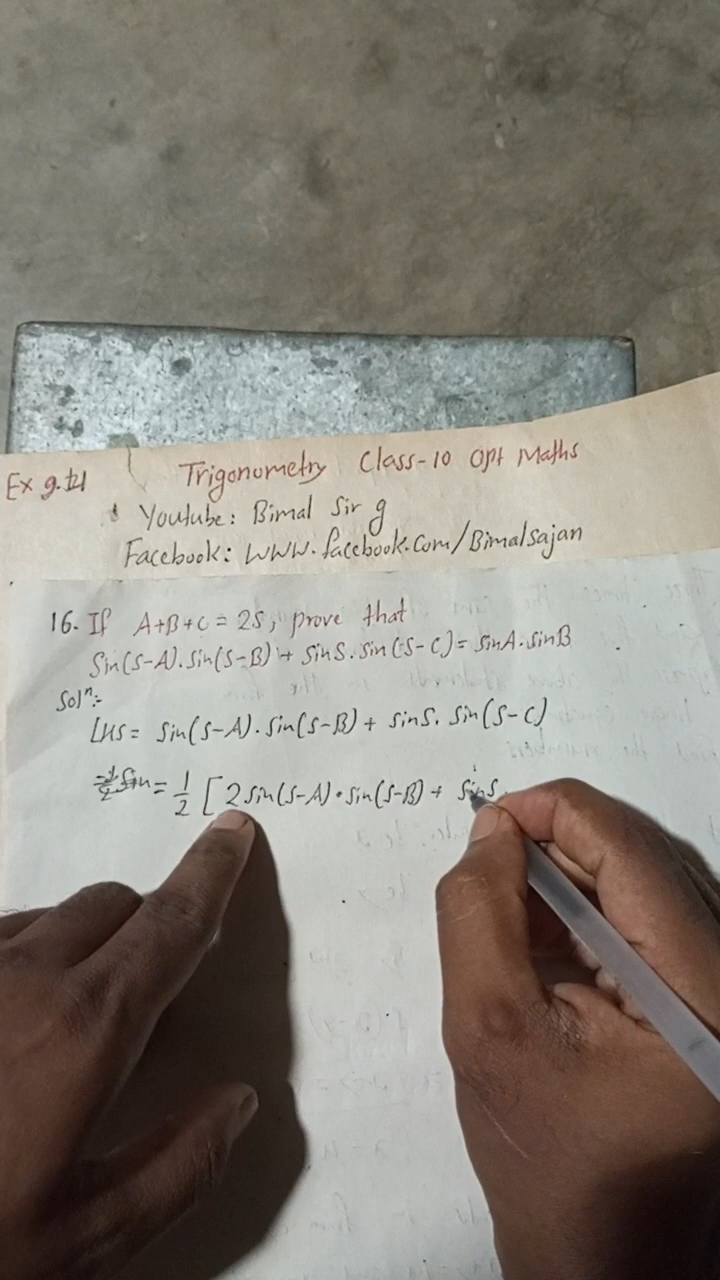 Ex 9.
Trigonometry Class-10 Opt Maths
Youtube: Bimal Sir g
Facebook: WWW.facebook.com/Bimalsajan
16. If A+B+C = 2S, prove that
Sin(S-A).Sin(S-B) + SinS.Sin(S-C) = SinA.SinB
Solⁿ:-
LHS = Sin(S-A). Sin(S-B) + SinS. Sin(S-C)
= 1/2 [2 Sin(S-A). Sin(S-B) + SinS.